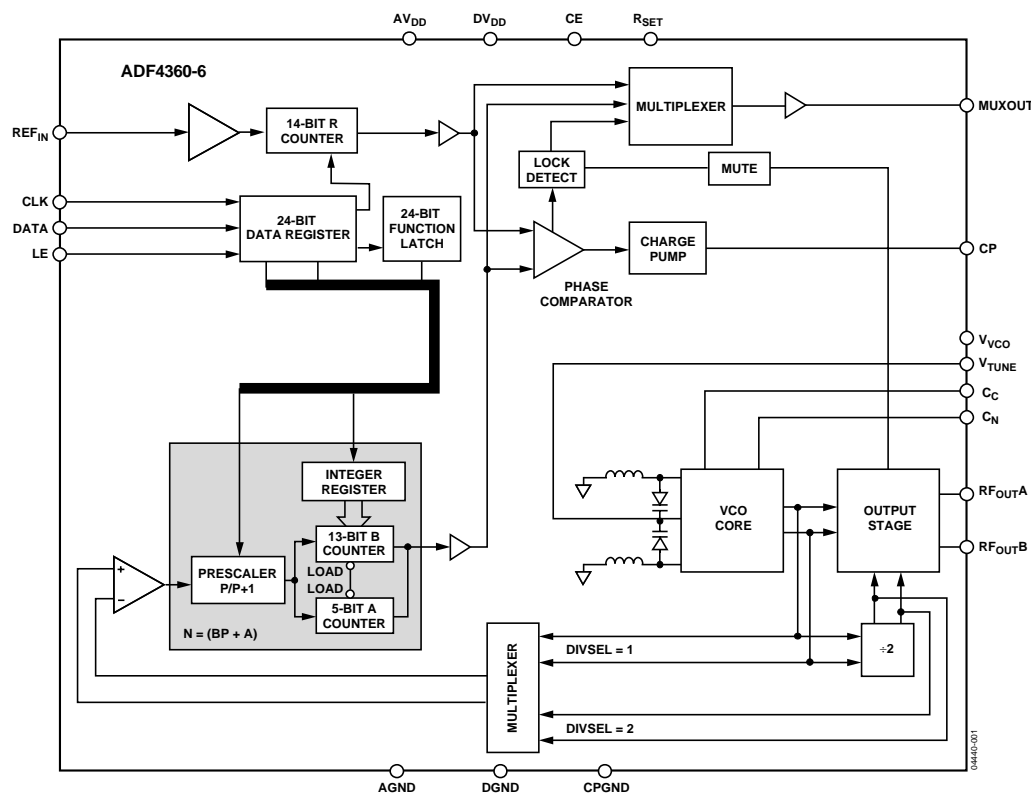 AVDD
DVDD
CE
RSET
ADF4360-6
MULTIPLEXER
MUXOUT
REFIN
14-BIT R
COUNTER
LOCK
DETECT
MUTE
CLK
DATA
LE
24-BIT
DATA REGISTER
24-BIT
FUNCTION
LATCH
CHARGE
PUMP
CP
PHASE
COMPARATOR
VVCO
VTUNE
CC
CN
INTEGER
REGISTER
13-BIT B
COUNTER
LOAD
LOAD
5-BIT A
COUNTER
PRESCALER
P/P+1
+
−
N = (BP + A)
VCO
CORE
OUTPUT
STAGE
RFOUTA
RFOUTB
MULTIPLEXER
DIVSEL = 1
÷2
DIVSEL = 2
04440-001
AGND
DGND
CPGND